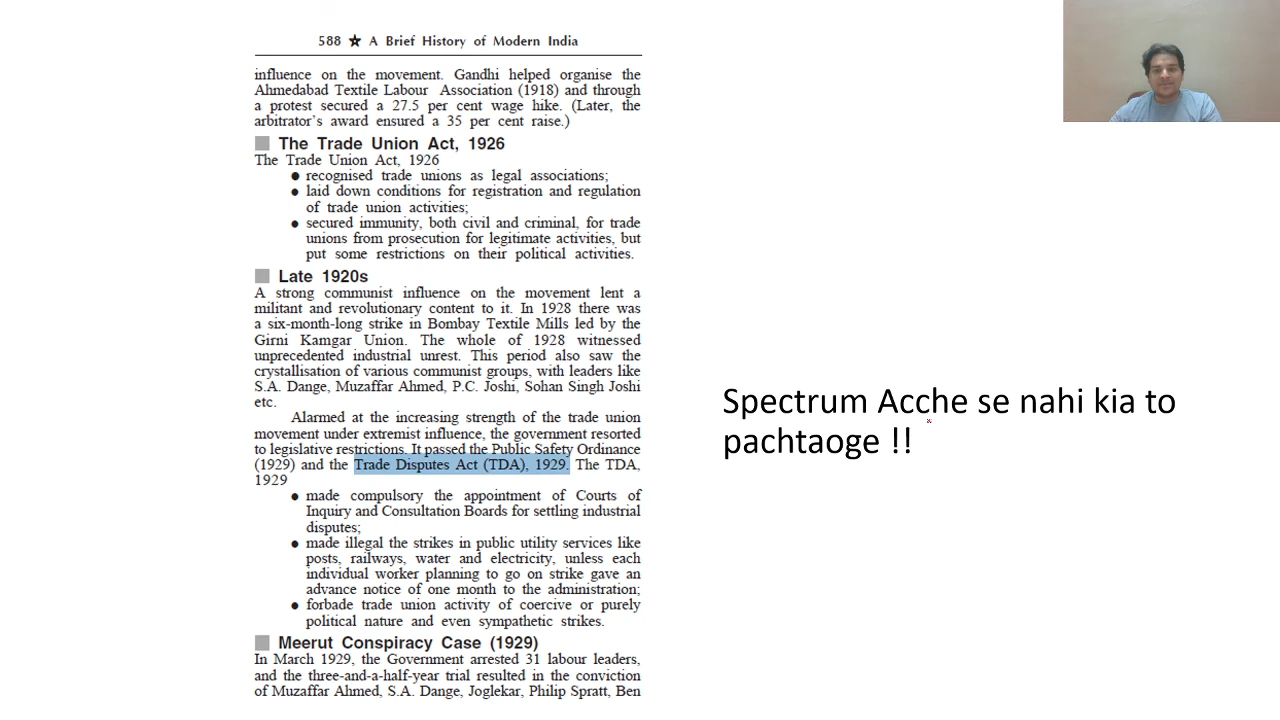 588 ★ A Brief History of Modern India
influence on the movement. Gandhi helped organise the
Ahmedabad Textile Labour Association (1918) and through
a protest secured a 27.5 per cent wage hike. (Later, the
arbitrator's award ensured a 35 per cent raise.)
The Trade Union Act, 1926
The Trade Union Act, 1926
● recognised trade unions as legal associations;
● laid down conditions for registration and regulation
of trade union activities;
● secured immunity, both civil and criminal, for trade
unions from prosecution for legitimate activities, but
put some restrictions on their political activities.
Late 1920s
A strong communist influence on the movement lent a
militant and revolutionary content to it. In 1928 there was
a six-month-long strike in Bombay Textile Mills led by the
Girni Kamgar Union. The whole of 1928 witnessed
unprecedented industrial unrest. This period also saw the
crystallisation of various communist groups, with leaders like
S.A. Dange, Muzaffar Ahmed, P.C. Joshi, Sohan Singh Joshi
etc.
Alarmed at the increasing strength of the trade union
movement under extremist influence, the government resorted
to legislative restrictions. It passed the Public Safety Ordinance
(1929) and the Trade Disputes Act (TDA), 1929. The TDA,
1929
● made compulsory the appointment of Courts of
Inquiry and Consultation Boards for settling industrial
disputes;
● made illegal the strikes in public utility services like
posts, railways, water and electricity, unless each
individual worker planning to go on strike gave an
advance notice of one month to the administration;
● forbade trade union activity of coercive or purely
political nature and even sympathetic strikes.
Meerut Conspiracy Case (1929)
In March 1929, the Government arrested 31 labour leaders,
and the three-and-a-half-year trial resulted in the conviction
of Muzaffar Ahmed, S.A. Dange, Joglekar, Philip Spratt, Ben
Spectrum Acche se nahi kia to
pachtaoge !!